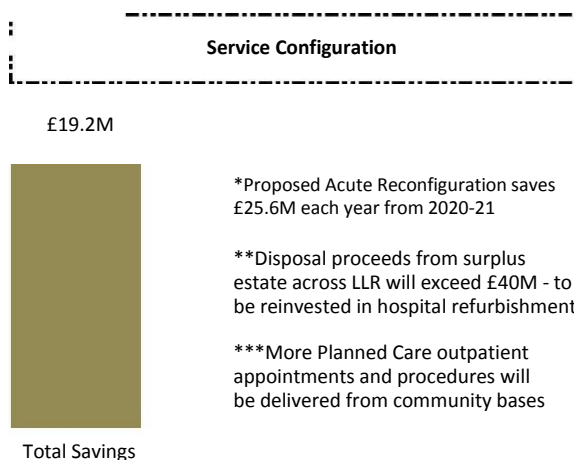 Service Configuration
£19.2M
*Proposed Acute Reconfiguration saves
£25.6M each year from 2020-21
**Disposal proceeds from surplus
estate across LLR will exceed £40M - to
be reinvested in hospital refurbishment
***More Planned Care outpatient
appointments and procedures will
be delivered from community bases
Total Savings